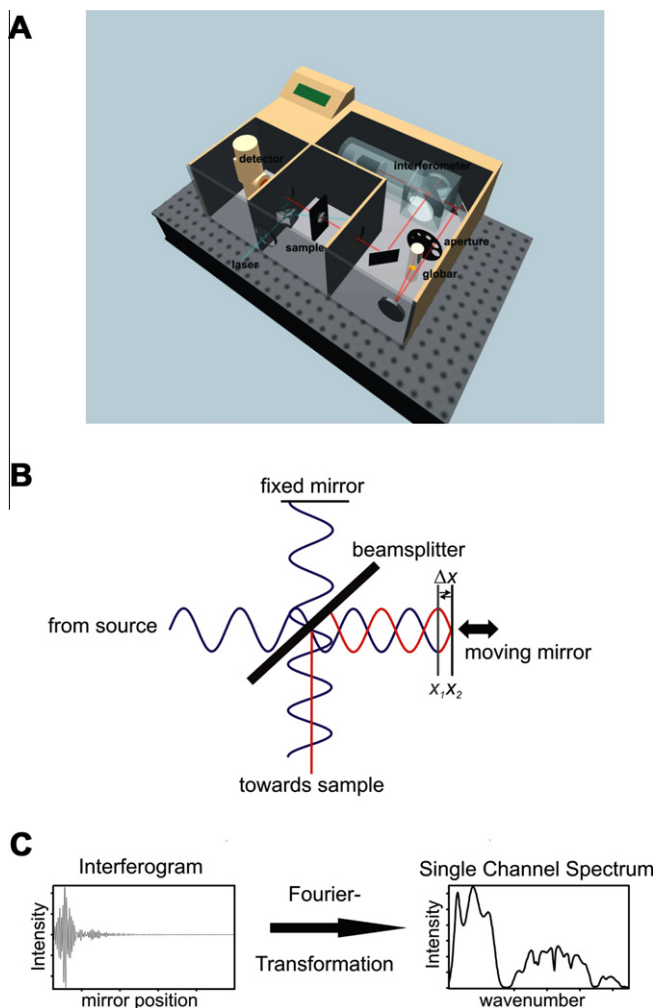 A
detector
interferometer
sample
aperture
laser
globar
B
fixed mirror
beamsplitter
Δx
from source
moving mirror
x₁ x₂
towards sample
C
Interferogram
Single Channel Spectrum
Fourier-
Transformation
Intensity
Intensity
mirror position
wavenumber